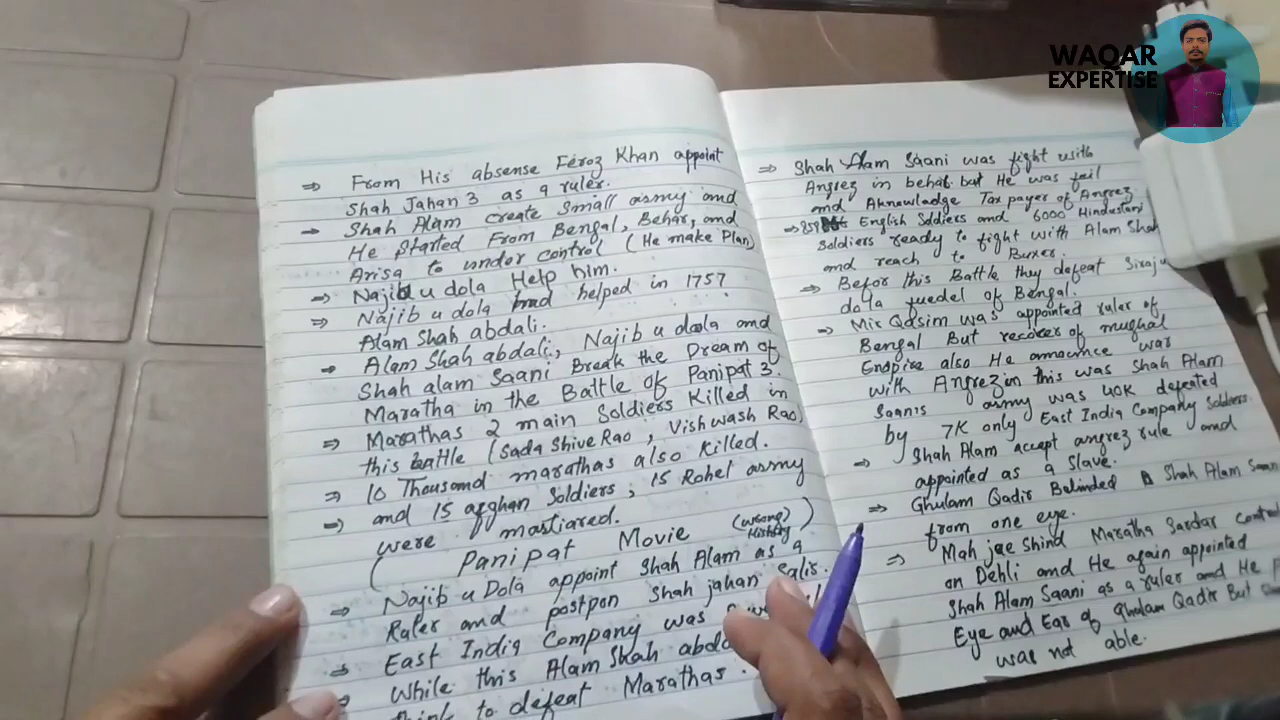 WAQAR
EXPERTISE
⇒ From His absense Feroz Khan appoint
Shah Jahan 3 as a ruler.
→ Shah Alam create small army and
He started From Bengal, Behar, and
Arisa to under control (He make Plan)
⇒ Najib u dola Help him.
⇒ Najib u dola had helped in 1757
Alam Shah abdali.
→ Alam Shah abdali, Najib u doola and
Shah alam Saani Break the Dream of
Maratha in the Battle of Panipat 3.
⇒ Marathas 2 main Soldiers Killed in
this battle (Sada Shive Rao, Vishwash Rao)
⇒ 10 Thousand marathas also killed.
⇒ and 15 afghan Soldiers, 15 Rohel army
were martiared.
( Panipat Movie (wrong History) )
⇒ Najib u Dola appoint Shah Alam as a
Ruler and postpon Shah jahan Salis.
⇒ East India Company was
⇒ While this Alam Shah
to defeat Marathas.
⇒ Shah Alam Saani was fight with
Angrez in behar but He was fail
and Aknowladge Tax payer of Angrez
⇒ English Soldiers and 6000 Hindustani
Soldiers ready to fight with Alam Shah
and reach to Buxer.
⇒ Befor this Battle they defeat Siraju
dola of Bengal.
→ Mir Qasim was appointed ruler of
Bengal But of mughal
Enspire also He announce war
with Angrez in this was Shah Alam
Saan's army was 40K defeated
by 7K only East India Company Soldiers.
⇒ Shah Alam accept angrez rule and
appointed as a Slave.
⇒ Ghulam Qadir Belinded Shah Alam Saani
from one eye.
⇒ Mah jee Shind Maratha Sardar
on Dehli and He again appointed
Shah Alam Saani as a ruler and He
Eye and Ear of Ghulam Qadir But
was not able.